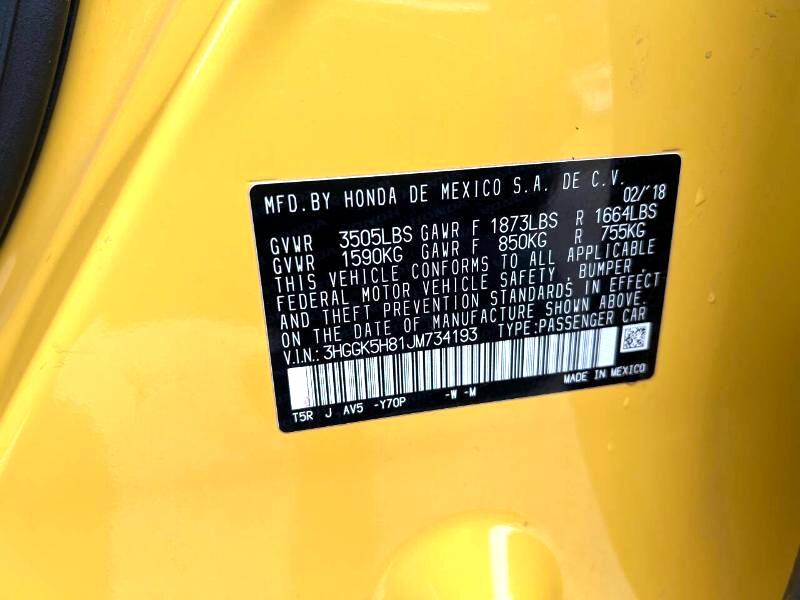 MFD.BY HONDA DE MEXICO S.A. DE C.V.
02/'18
GVWR 3505LBS GAWR F 1873LBS R 1664LBS
GVWR 1590KG GAWR F 850KG R 755KG
THIS VEHICLE CONFORMS TO ALL APPLICABLE
FEDERAL MOTOR VEHICLE SAFETY, BUMPER,
AND THEFT PREVENTION STANDARDS IN EFFECT
ON THE DATE OF MANUFACTURE SHOWN ABOVE.
V.I.N.: 3HGGK5H81JM734193 TYPE:PASSENGER CAR
MADE IN MEXICO
T5R J AV5 -Y70P -W -M